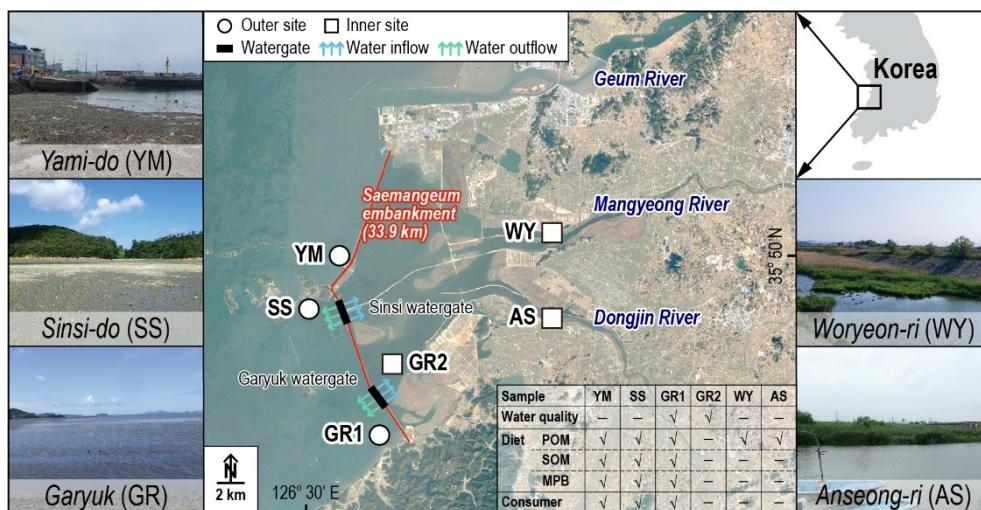 Outer site Inner site
Watergate Water inflow Water outflow
Yami-do (YM)
Sinsi-do (SS)
Garyuk (GR)
Geum River
Saemangeum
embankment
(33.9 km)
Mangyeong River
WY
YM
35° 50' N
SS
Sinsi watergate
AS
Dongjin River
GR2
Garyuk watergate
GR1
N
2 km
126° 30' E
Sample YM SS GR1 GR2 WY AS
Water quality – – √ √ – –
Diet POM √ √ √ – √ √
SOM √ √ √ – – –
MPB √ √ √ – – –
Consumer √ √ √ – – –
Korea
Woryeon-ri (WY)
Anseong-ri (AS)